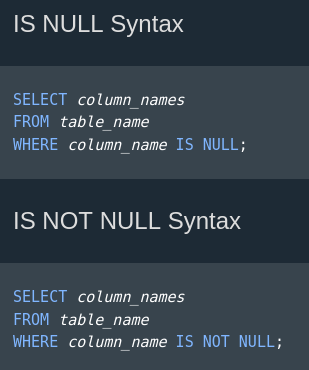 IS NULL Syntax
SELECT column_names
FROM table_name
WHERE column_name IS NULL;
IS NOT NULL Syntax
SELECT column_names
FROM table_name
WHERE column_name IS NOT NULL;